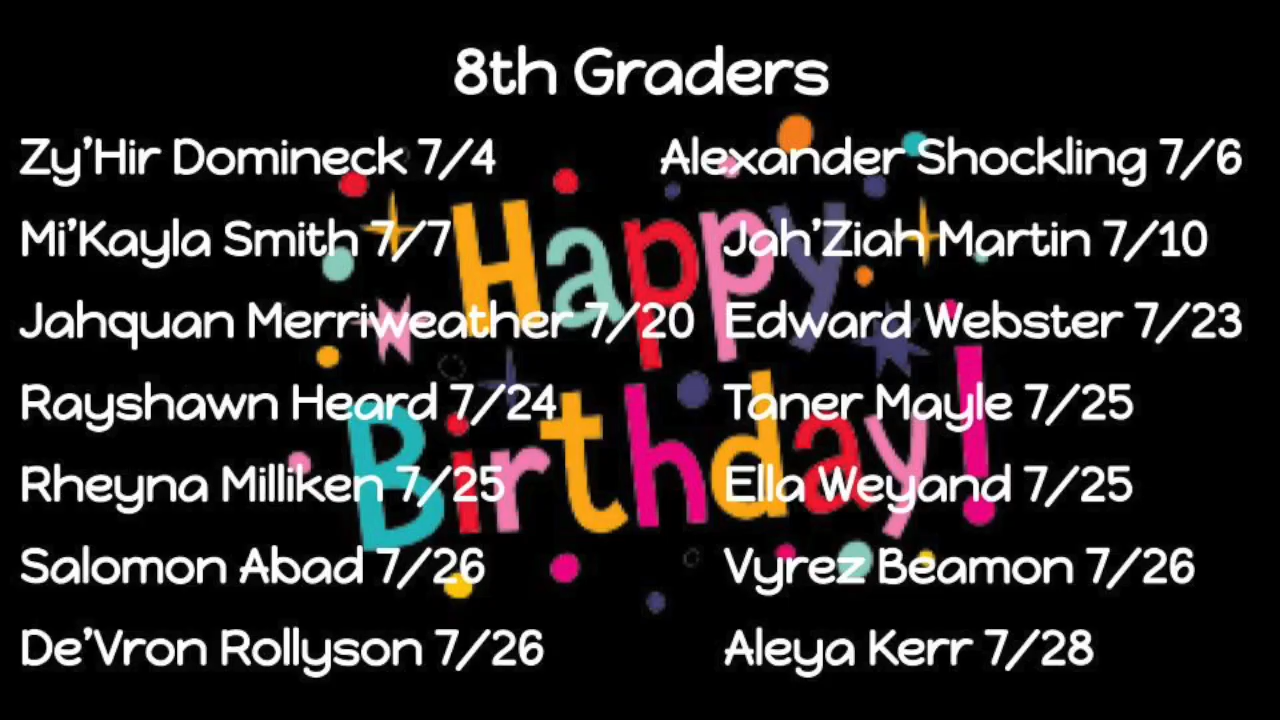 8th Graders
Zy'Hir Domineck 7/4
Alexander Shockling 7/6
Mi'Kayla Smith 7/7
Jah'Ziah Martin 7/10
Jahquan Merriweather 7/20
Edward Webster 7/23
Rayshawn Heard 7/24
Taner Mayle 7/25
Rheyna Milliken 7/25
Ella Weyand 7/25
Salomon Abad 7/26
Vyrez Beamon 7/26
De'Vron Rollyson 7/26
Aleya Kerr 7/28
Happy
Birthday!